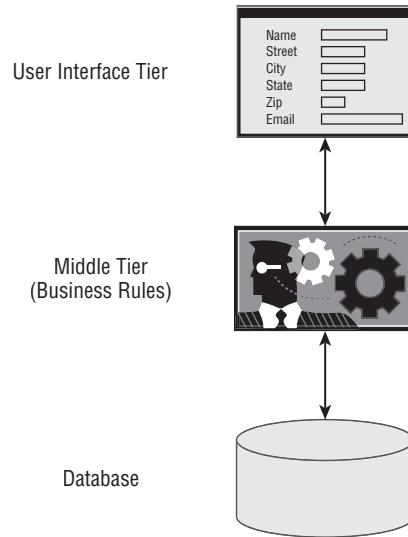 User Interface Tier
Name
Street
City
State
Zip
Email
Middle Tier
(Business Rules)
Database